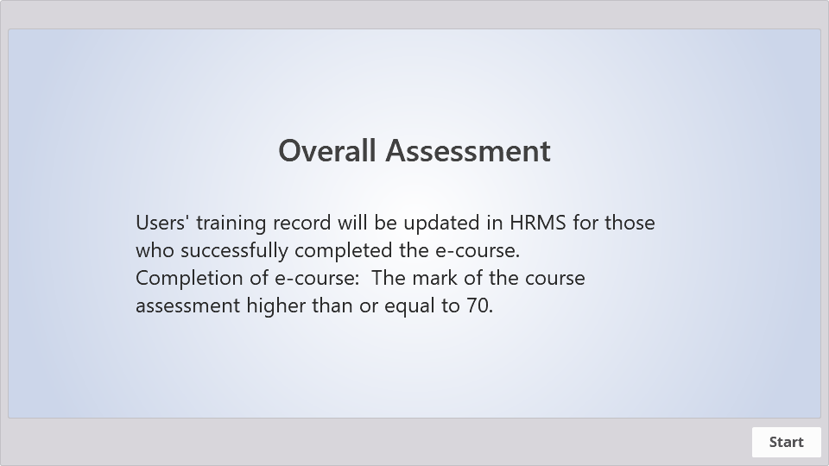 Overall Assessment
Users' training record will be updated in HRMS for those
who successfully completed the e-course.
Completion of e-course:  The mark of the course
assessment higher than or equal to 70.
Start